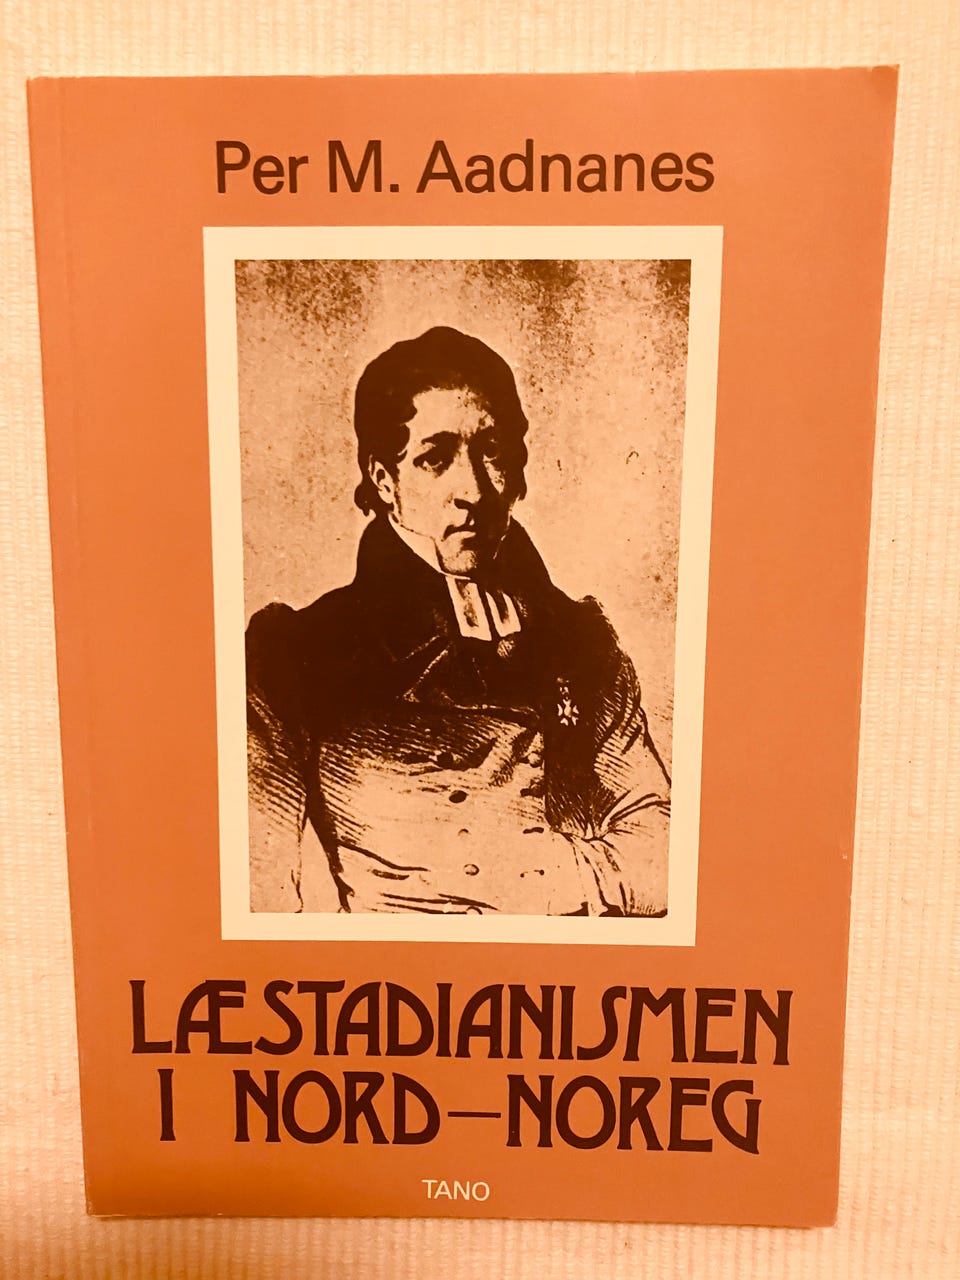 Per M. Aadnanes
LÆSTADIANISMEN
I NORD–NOREG
TANO